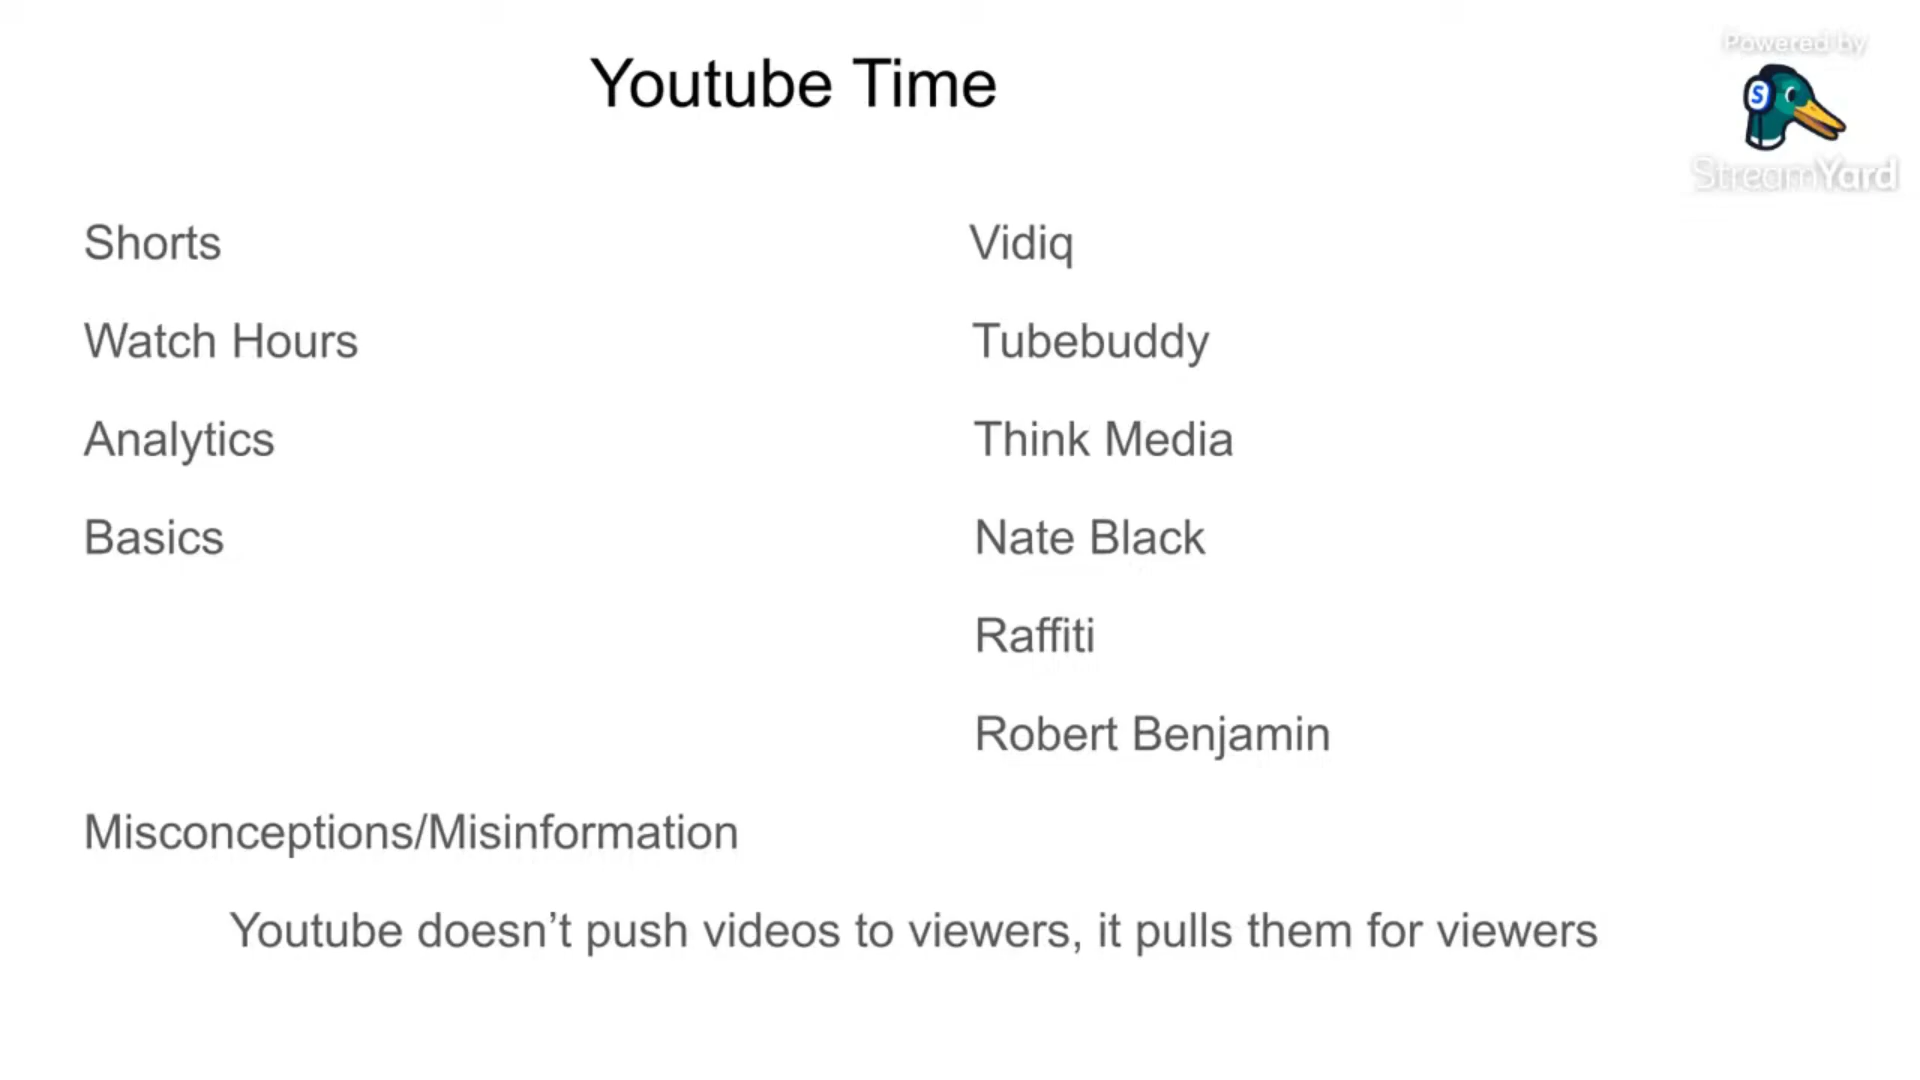 Youtube Time
Powered by
StreamYard
Shorts
Watch Hours
Analytics
Basics
Vidiq
Tubebuddy
Think Media
Nate Black
Raffiti
Robert Benjamin
Misconceptions/Misinformation
Youtube doesn’t push videos to viewers, it pulls them for viewers